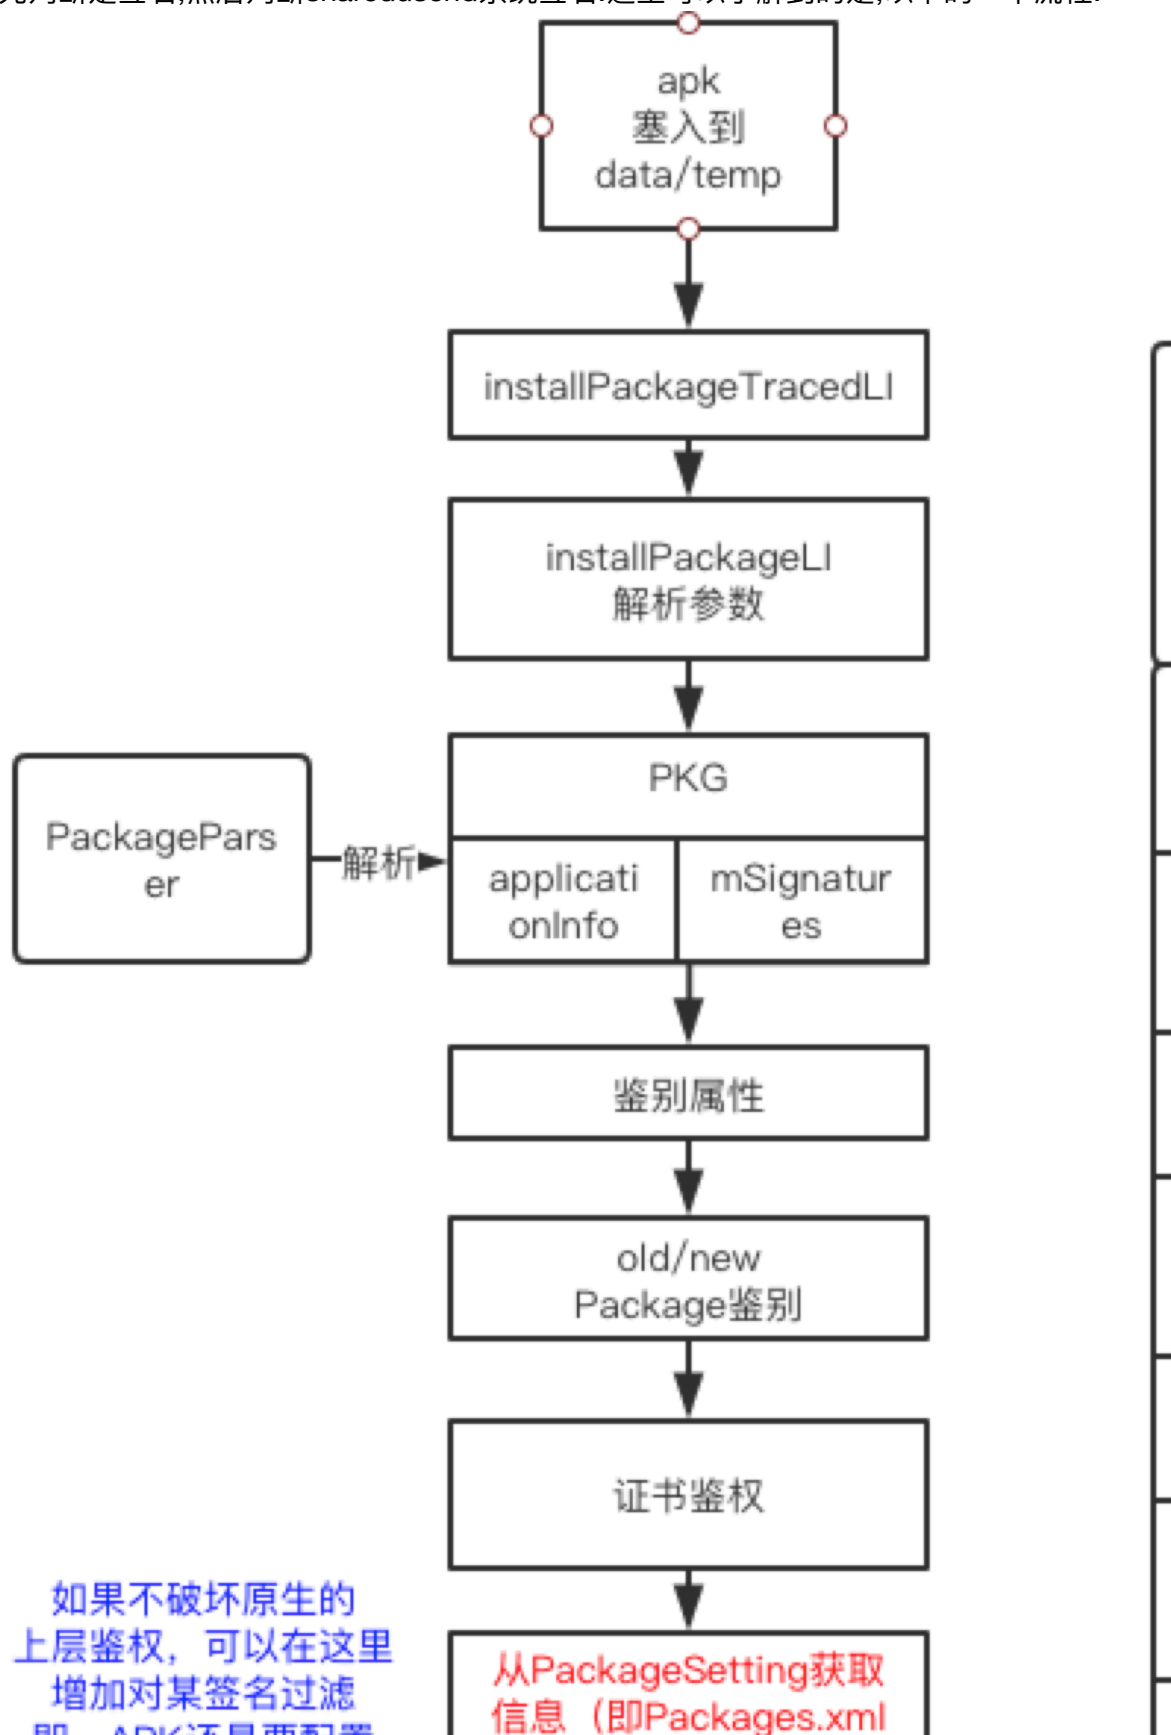 apk
塞入到
data/temp
installPackageTracedLI
installPackageLI
解析参数
PKG
PackagePars
er
解析
applicati
onInfo
mSignatur
es
鉴别属性
old/new
Package鉴别
证书鉴权
如果不破坏原生的
上层鉴权，可以在这里
增加对某签名过滤
从PackageSetting获取
信息（即Packages.xml